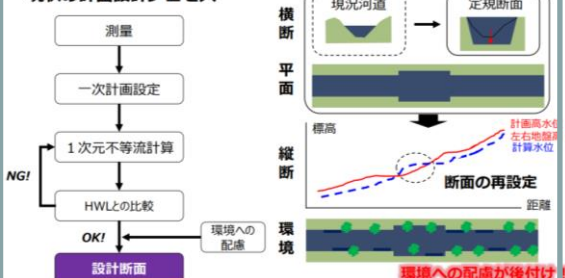 測量
一次計画設定
1次元不等流計算
NG!
HWLとの比較
OK!
環境への
配慮
設計断面
横断
現況河道
定規断面
平面
縦断
標高
計画高水位
左右地盤高
計算水位
断面の再設定
距離
環境
環境への配慮が後付け